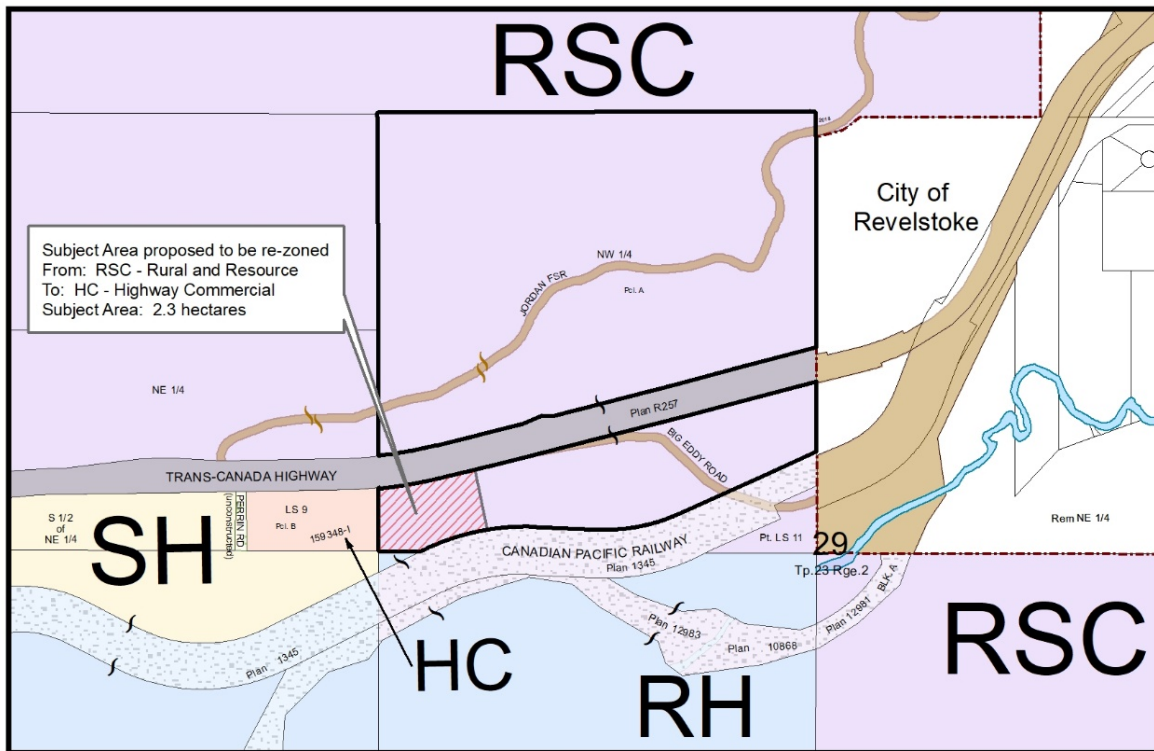 RSC
City of
Revelstoke
Subject Area proposed to be re-zoned
From: RSC - Rural and Resource
To: HC - Highway Commercial
Subject Area: 2.3 hectares
NW 1/4
JORDAN FSR
Pcl. A
NE 1/4
Plan R257
BIG EDDY ROAD
TRANS-CANADA HIGHWAY
S 1/2
of
NE 1/4
PERRIN RD
(unconstructed)
LS 9
Pcl. B
159348-I
SH
CANADIAN PACIFIC RAILWAY
Plan 1345
Pt. LS 11
29
Tp.23 Rge.2
Rem NE 1/4
Plan 1345
HC
Plan 12983
Plan 10868
Plan 12981 BLK.A
RH
RSC